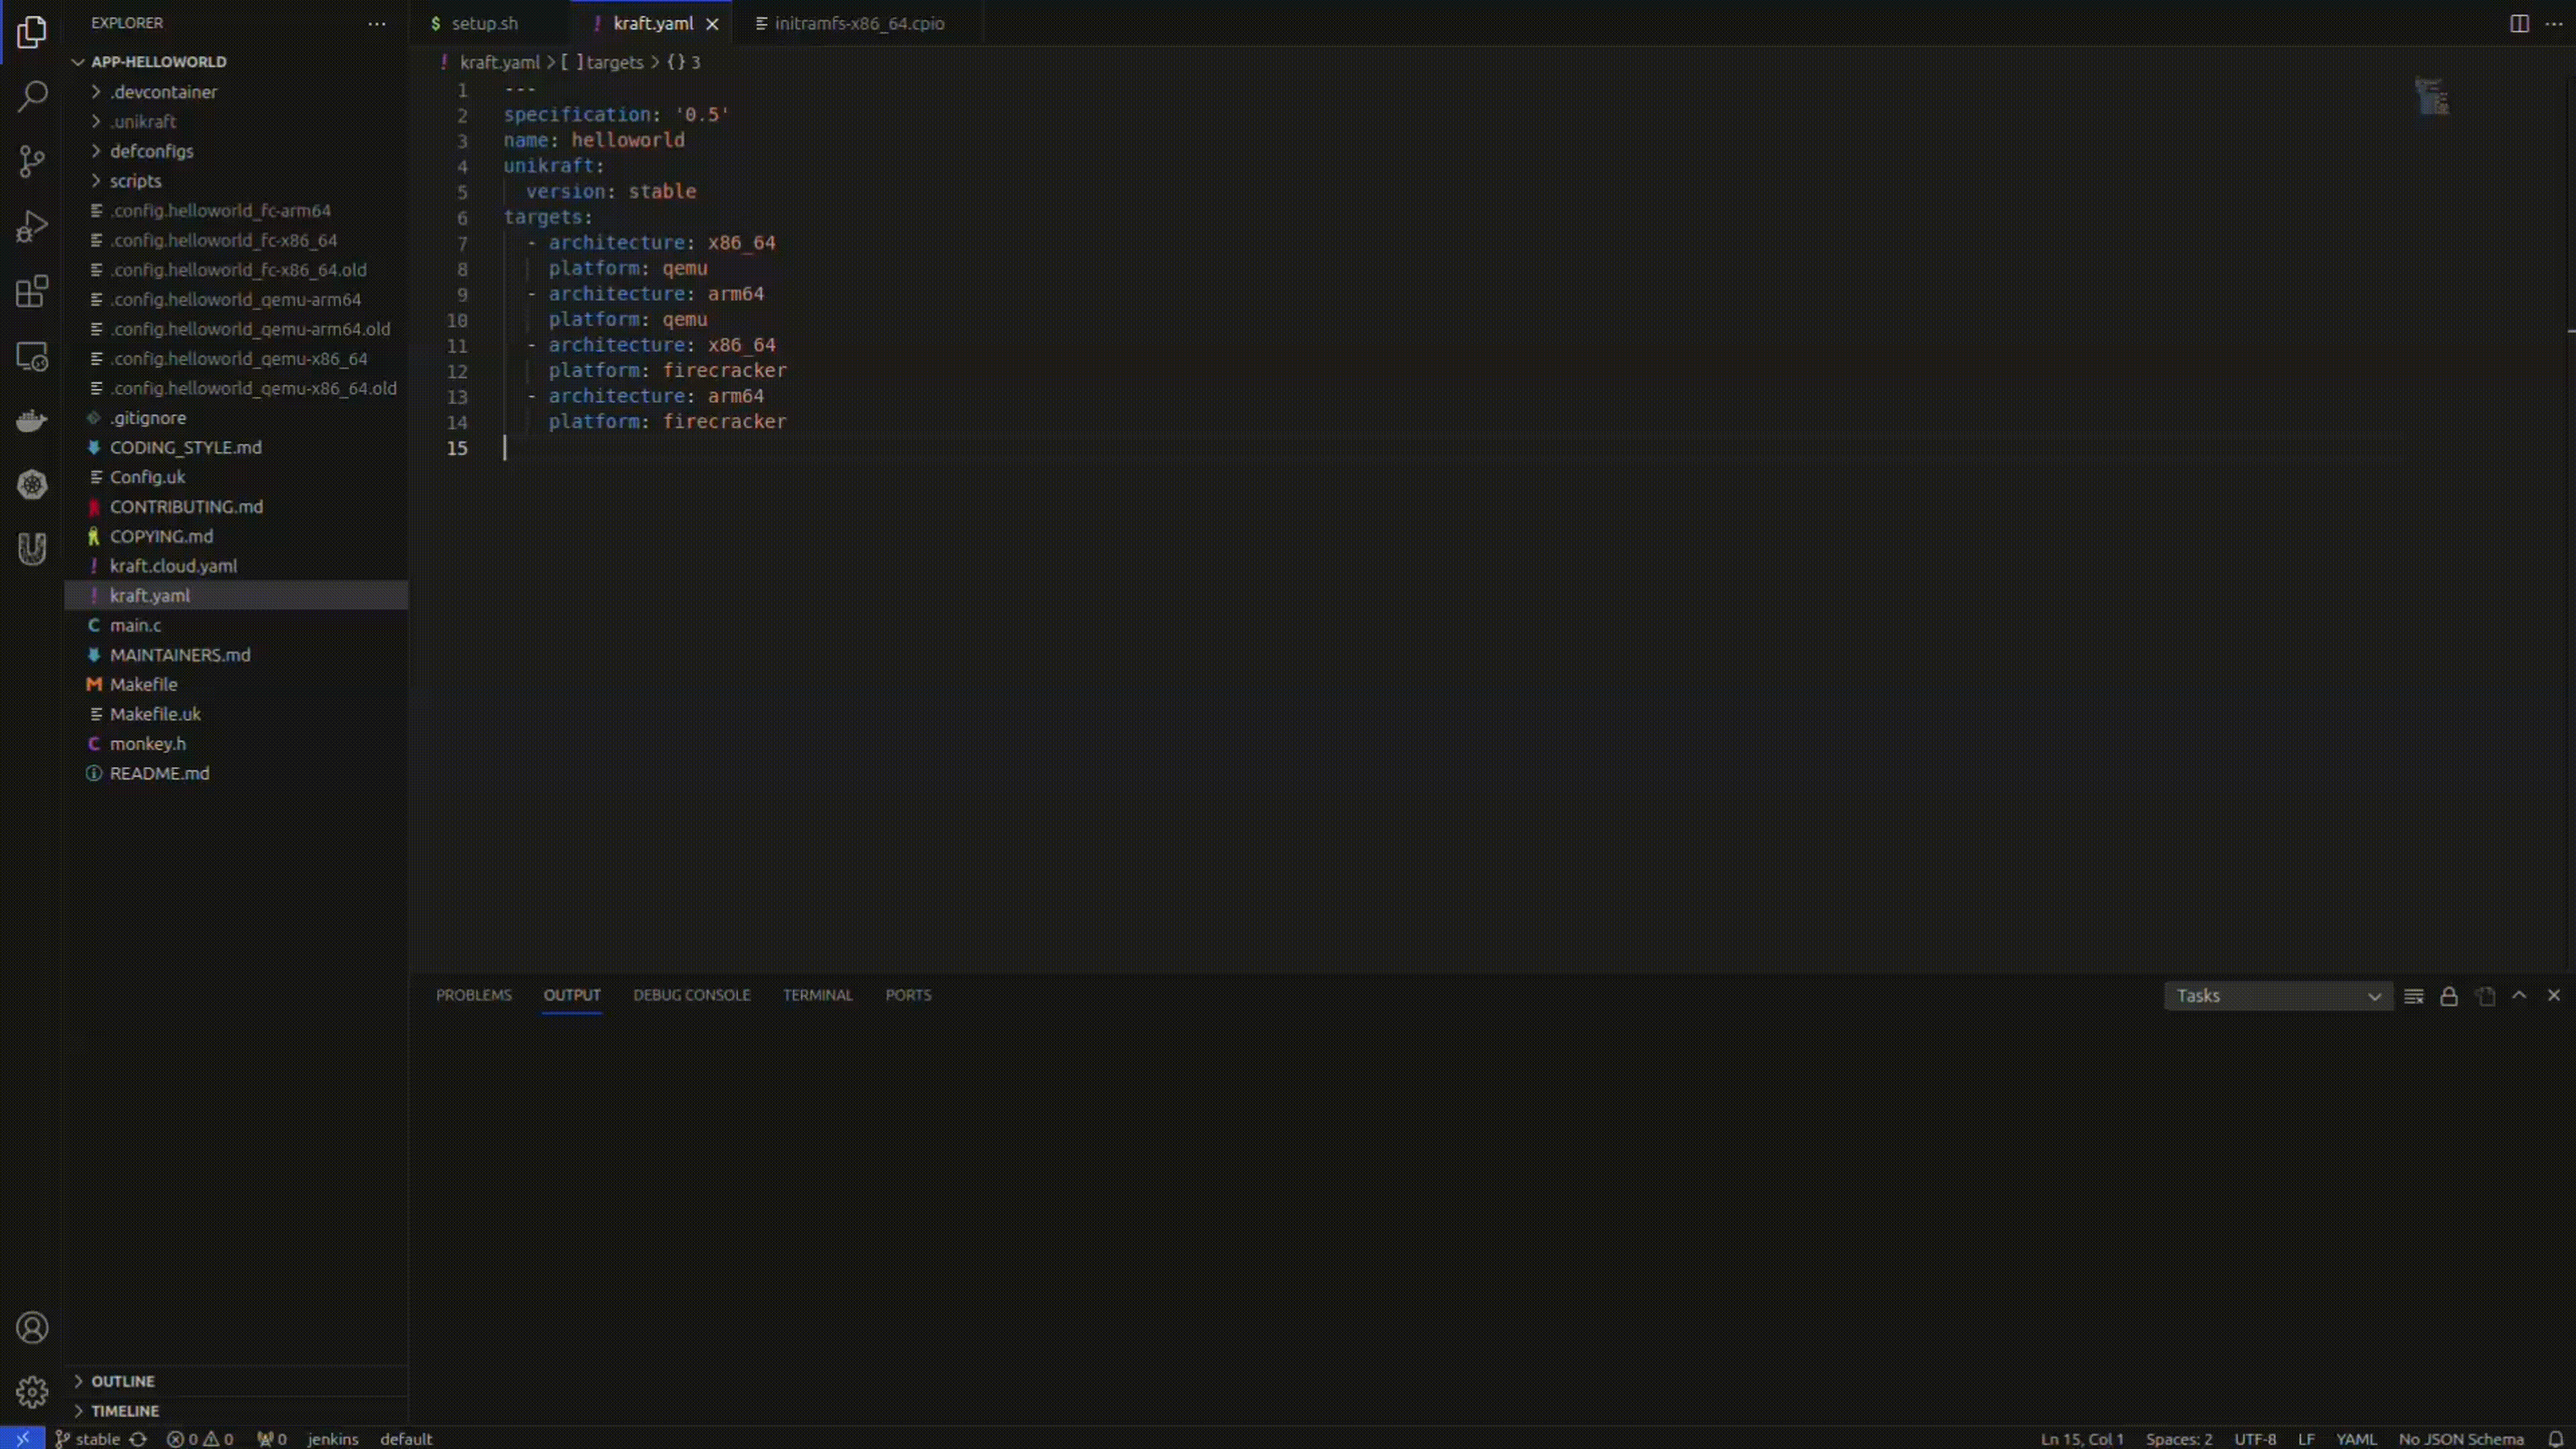 EXPLORER
$ setup.sh
! kraft.yaml
initramfs-x86_64.cpio
APP-HELLOWORLD
.devcontainer
.unikraft
defconfigs
scripts
.config.helloworld_fc-arm64
.config.helloworld_fc-x86_64
.config.helloworld_fc-x86_64.old
.config.helloworld_qemu-arm64
.config.helloworld_qemu-arm64.old
.config.helloworld_qemu-x86_64
.config.helloworld_qemu-x86_64.old
.gitignore
CODING_STYLE.md
Config.uk
CONTRIBUTING.md
COPYING.md
! kraft.cloud.yaml
! kraft.yaml
C main.c
MAINTAINERS.md
M Makefile
Makefile.uk
C monkey.h
README.md
OUTLINE
TIMELINE
! kraft.yaml > [ ] targets > {} 3
1 ---
2 specification: '0.5'
3 name: helloworld
4 unikraft:
5 version: stable
6 targets:
7 - architecture: x86_64
8 platform: qemu
9 - architecture: arm64
10 platform: qemu
11 - architecture: x86_64
12 platform: firecracker
13 - architecture: arm64
14 platform: firecracker
15
PROBLEMS OUTPUT DEBUG CONSOLE TERMINAL PORTS
Tasks
stable 0 0 0 jenkins default
Ln 15, Col 1 Spaces: 2 UTF-8 LF YAML No JSON Schema